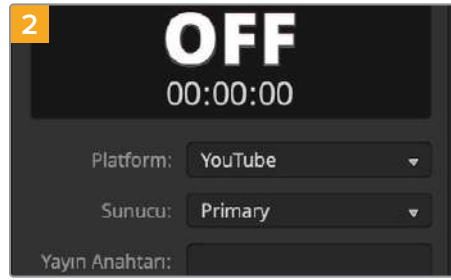 2
OFF
00:00:00
Platform: YouTube
Sunucu: Primary
Yayın Anahtarı: